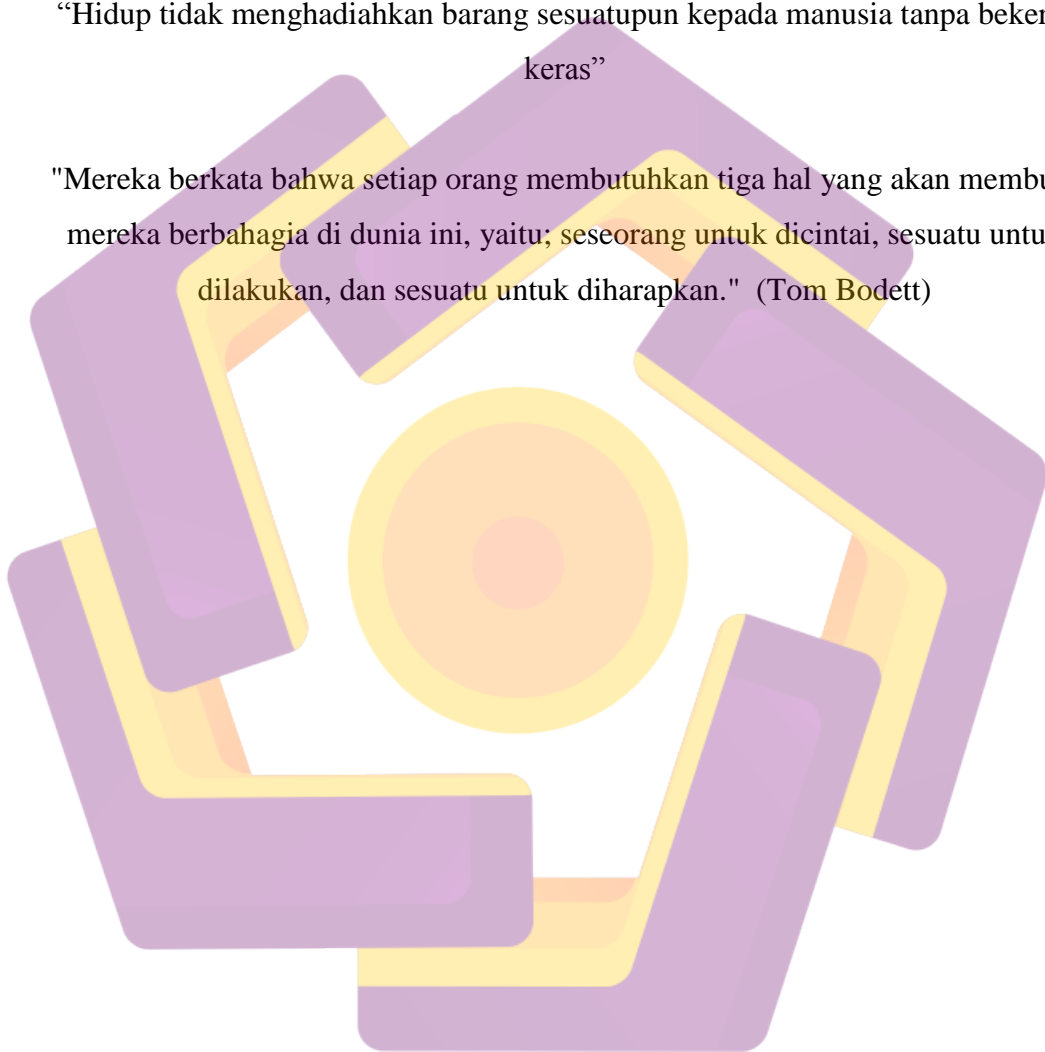 “Hidup tidak menghadiahkan barang sesuatupun kepada manusia tanpa beker
keras”
"Mereka berkata bahwa setiap orang membutuhkan tiga hal yang akan membu
mereka berbahagia di dunia ini, yaitu; seseorang untuk dicintai, sesuatu untu
dilakukan, dan sesuatu untuk diharapkan."  (Tom Bodett)